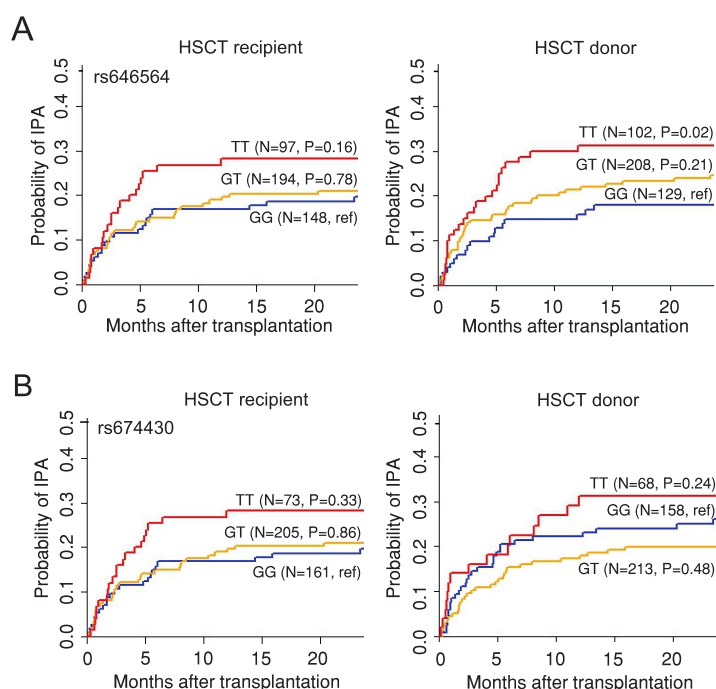 A
HSCT recipient
HSCT donor
rs646564
Probability of IPA
0.0 0.1 0.2 0.3 0.4 0.5
TT (N=97, P=0.16)
GT (N=194, P=0.78)
GG (N=148, ref)
0 5 10 15 20
Months after transplantation
Probability of IPA
0.0 0.1 0.2 0.3 0.4 0.5
TT (N=102, P=0.02)
GT (N=208, P=0.21)
GG (N=129, ref)
0 5 10 15 20
Months after transplantation
B
HSCT recipient
HSCT donor
rs674430
Probability of IPA
0.0 0.1 0.2 0.3 0.4 0.5
TT (N=73, P=0.33)
GT (N=205, P=0.86)
GG (N=161, ref)
0 5 10 15 20
Months after transplantation
Probability of IPA
0.0 0.1 0.2 0.3 0.4 0.5
TT (N=68, P=0.24)
GG (N=158, ref)
GT (N=213, P=0.48)
0 5 10 15 20
Months after transplantation